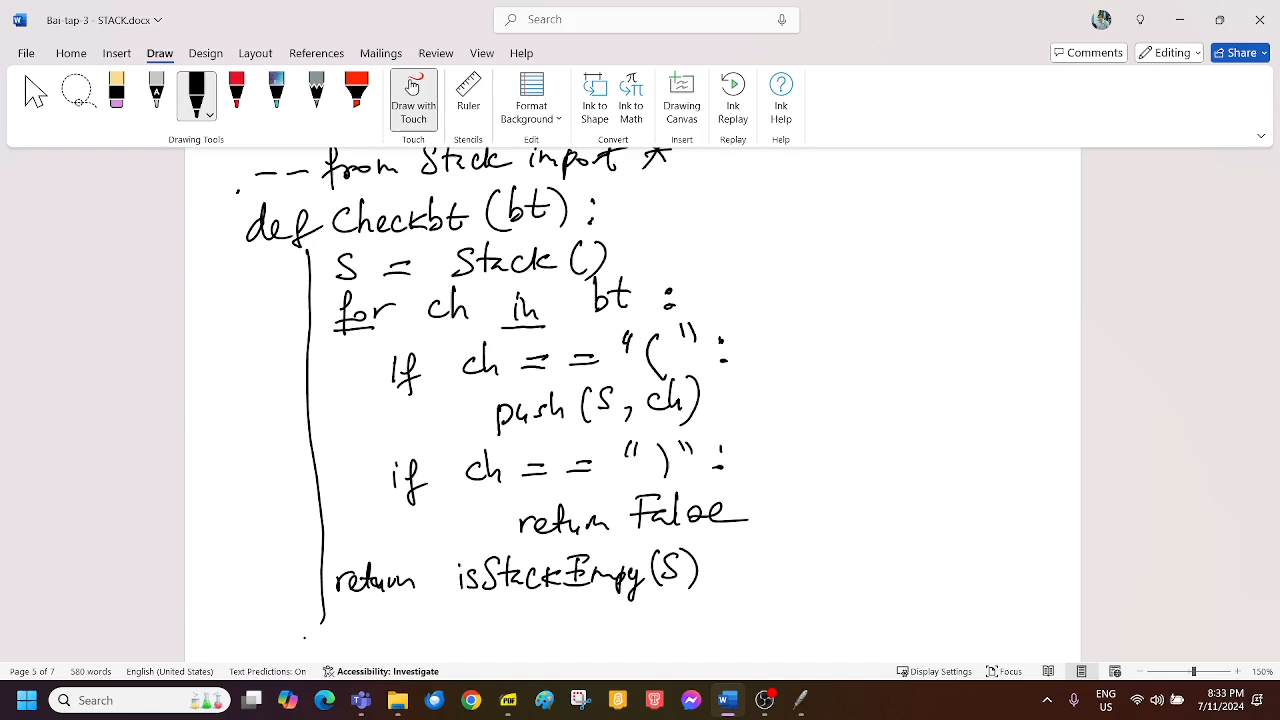 Bai-tap-3 - STACK.docx
Search
File Home Insert Draw Design Layout References Mailings Review View Help
Comments Editing Share
Draw with Touch
Ruler
Format Background
Ink to Shape
Ink to Math
Drawing Canvas
Ink Replay
Ink Help
Drawing Tools Touch Stencils Edit Convert Insert Replay Help
-- from Stack import *
def Checkbt (bt) :
S = Stack ()
for ch in bt :
If ch = = "(" :
push (S, ch)
if ch = = ")" :
return False
return isStackEmpy (S)
Page 5 of 7 580 words English (United States) Text Predictions: On Accessibility: Investigate Display Settings Focus 150%
Search PDF ENG US 8:33 PM 7/11/2024